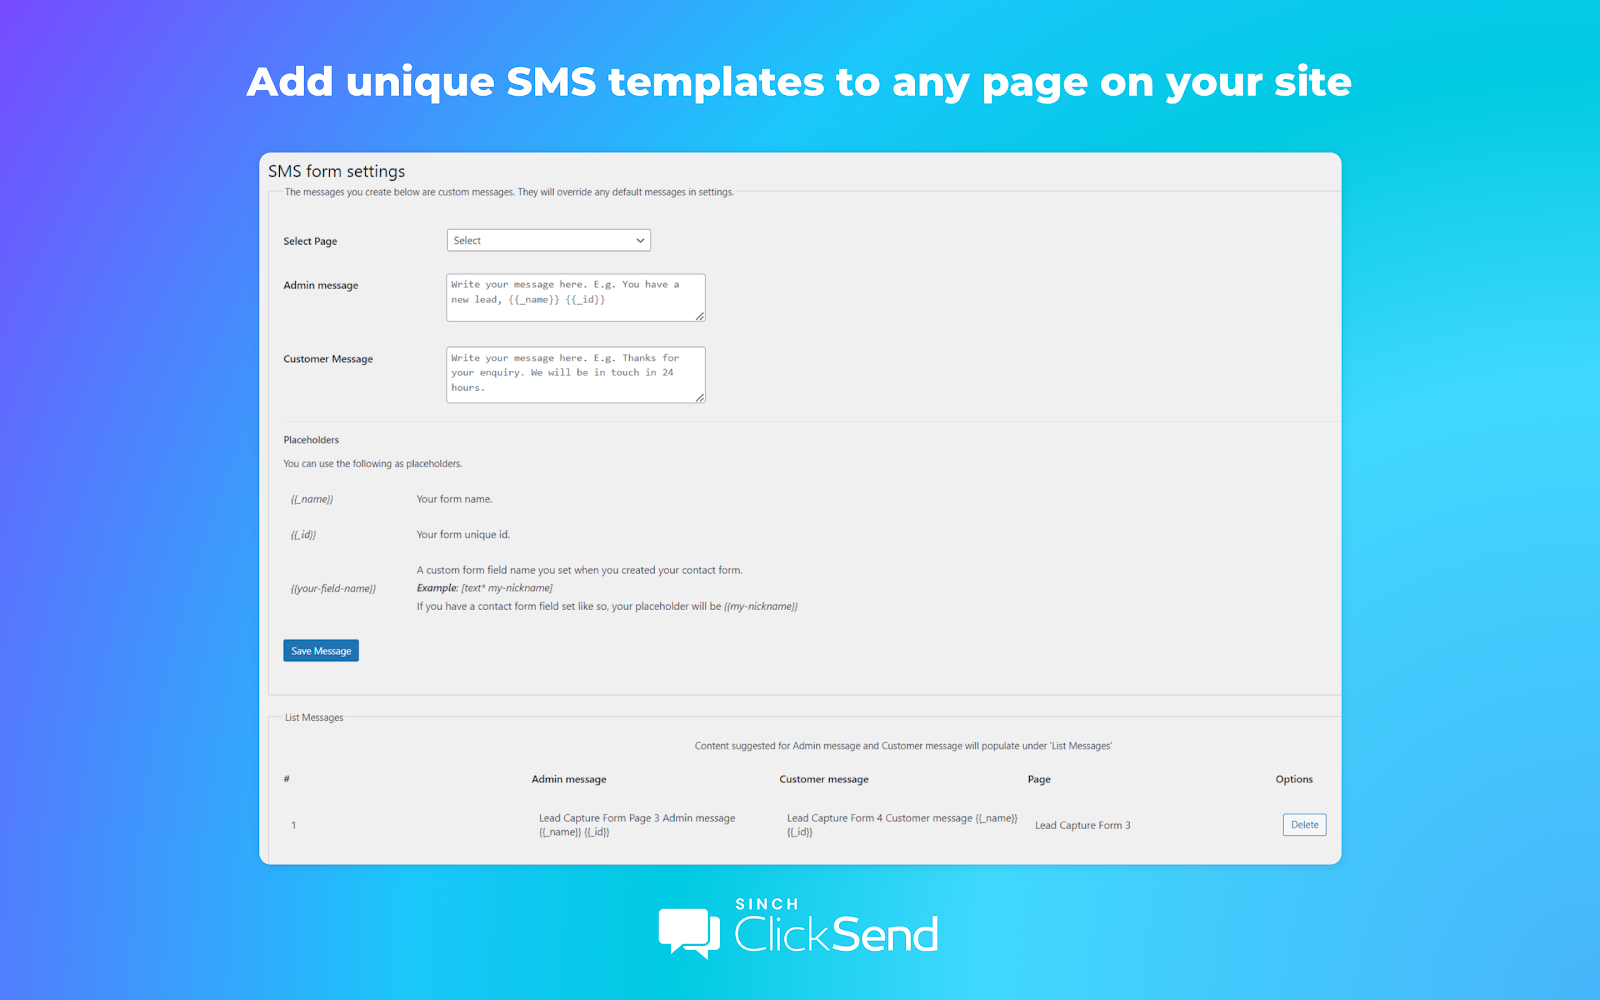 Add unique SMS templates to any page on your site
SMS form settings
The messages you create below are custom messages. They will override any default messages in settings.
Select Page
Select
Admin message
Write your message here. E.g. You have a
new lead, {{_name}} {{_id}}
Customer Message
Write your message here. E.g. Thanks for
your enquiry. We will be in touch in 24
hours.
Placeholders
You can use the following as placeholders.
{{_name}} Your form name.
{{_id}} Your form unique id.
A custom form field name you set when you created your contact form.
{{your-field-name}} Example: [text* my-nickname]
If you have a contact form field set like so, your placeholder will be {{my-nickname}}
Save Message
List Messages
Content suggested for Admin message and Customer message will populate under 'List Messages'
# Admin message Customer message Page Options
1 Lead Capture Form Page 3 Admin message Lead Capture Form 4 Customer message {{_name}} Lead Capture Form 3 Delete
{{_name}} {{_id}} {{_id}}
SINCH
ClickSend